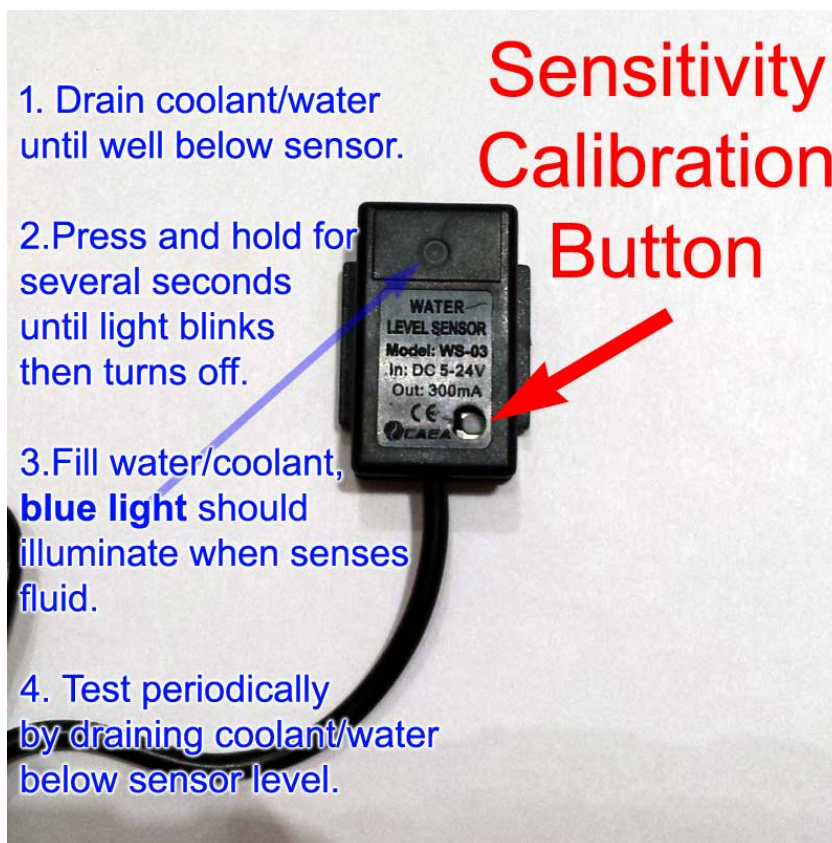 Sensitivity
Calibration
Button
1. Drain coolant/water
until well below sensor.
2.Press and hold for
several seconds
until light blinks
then turns off.
3.Fill water/coolant,
blue light should
illuminate when senses
fluid.
4. Test periodically
by draining coolant/water
below sensor level.
WATER
LEVEL SENSOR
Model: WS-03
In: DC 5-24V
Out: 300mA
CE
CAEA